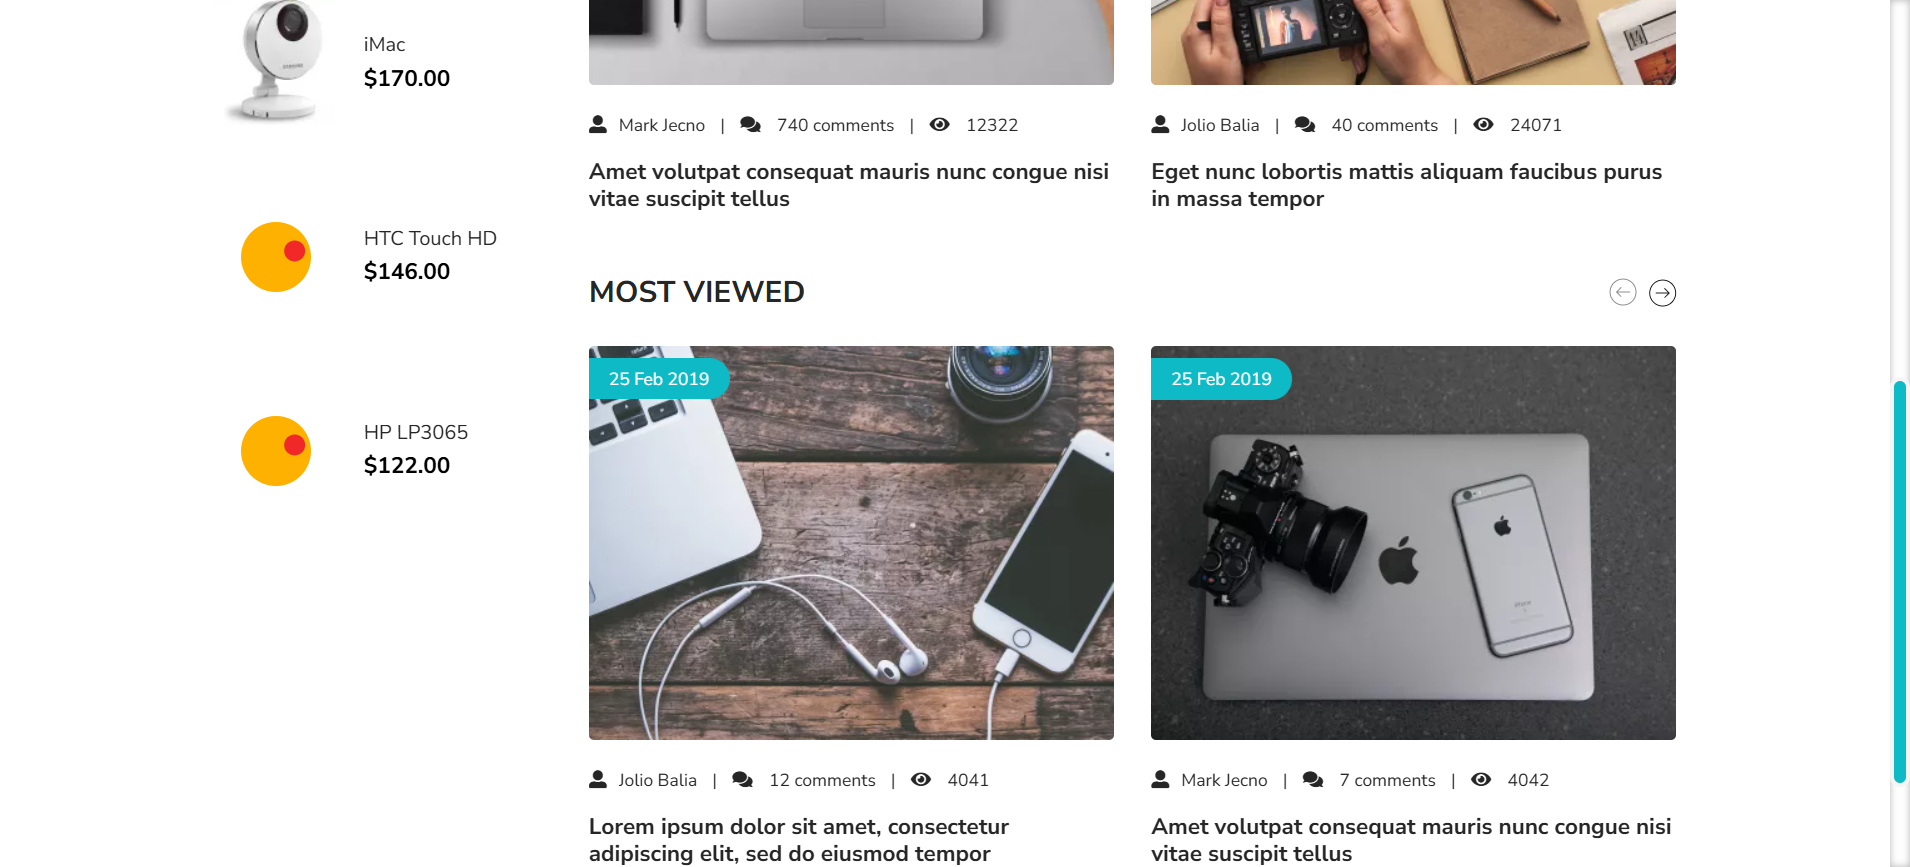 iMac
$170.00
HTC Touch HD
$146.00
HP LP3065
$122.00
Mark Jecno | 740 comments | 12322
Amet volutpat consequat mauris nunc congue nisi
vitae suscipit tellus
Jolio Balia | 40 comments | 24071
Eget nunc lobortis mattis aliquam faucibus purus
in massa tempor
MOST VIEWED
25 Feb 2019
Jolio Balia | 12 comments | 4041
Lorem ipsum dolor sit amet, consectetur
adipiscing elit, sed do eiusmod tempor
25 Feb 2019
iPhone
Mark Jecno | 7 comments | 4042
Amet volutpat consequat mauris nunc congue nisi
vitae suscipit tellus